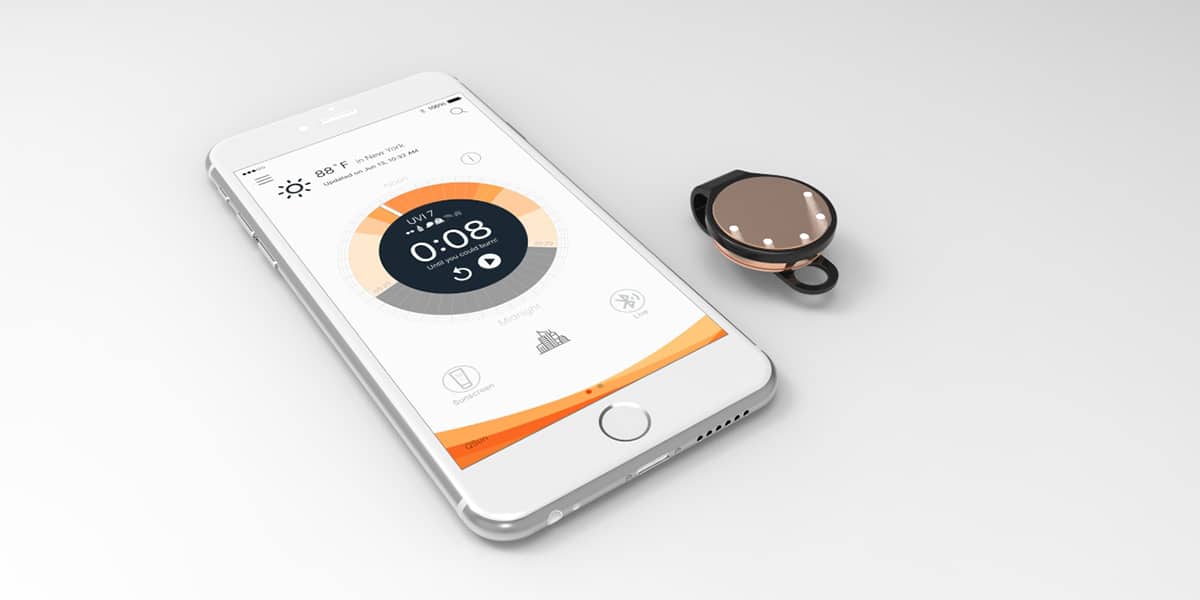 100%
88°F in New York
Updated on Jun 13, 10:32 AM
Noon
UVI 7
0:08
Until you could burn!
Midnight
Live
Sunscreen
QSun